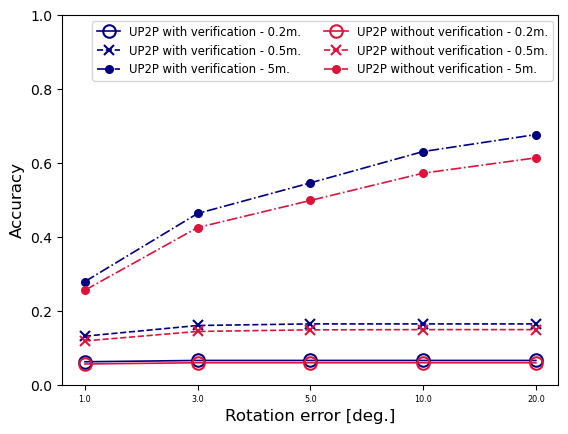 UP2P with verification - 0.2m.
UP2P with verification - 0.5m.
UP2P with verification - 5m.
UP2P without verification - 0.2m.
UP2P without verification - 0.5m.
UP2P without verification - 5m.
1.0
0.8
0.6
0.4
0.2
0.0
Accuracy
1.0 3.0 5.0 10.0 20.0
Rotation error [deg.]